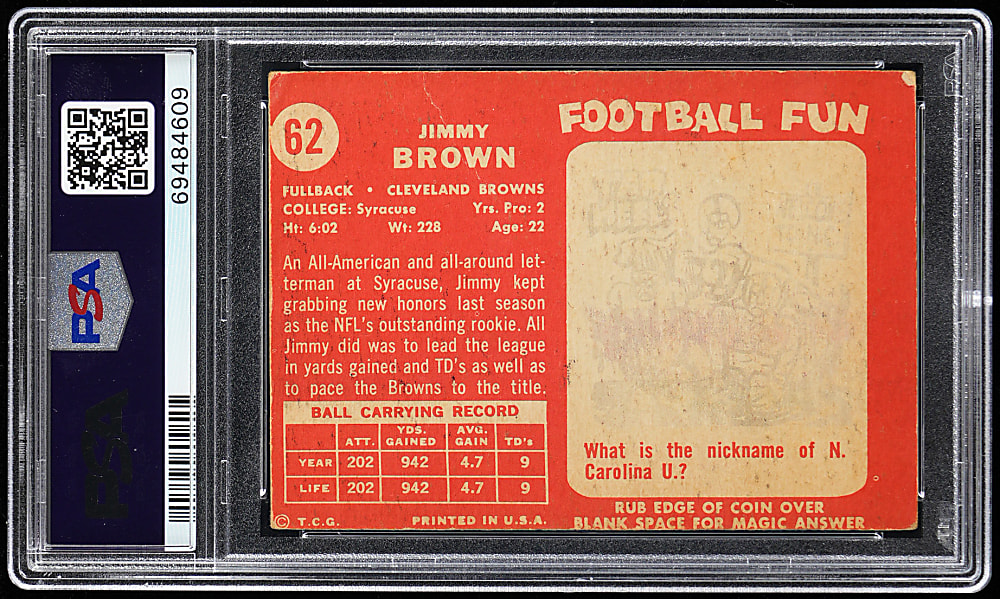 69484609
PSA
PSA
62
JIMMY
BROWN
FULLBACK • CLEVELAND BROWNS
COLLEGE: Syracuse Yrs. Pro: 2
Ht: 6:02 Wt: 228 Age: 22
An All-American and all-around let-
terman at Syracuse, Jimmy kept
grabbing new honors last season
as the NFL's outstanding rookie. All
Jimmy did was to lead the league
in yards gained and TD's as well as
to pace the Browns to the title.
BALL CARRYING RECORD
ATT. YDS. GAINED AVG. GAIN TD's
YEAR 202 942 4.7 9
LIFE 202 942 4.7 9
© T.C.G. PRINTED IN U.S.A.
FOOTBALL FUN
What is the nickname of N.
Carolina U.?
RUB EDGE OF COIN OVER
BLANK SPACE FOR MAGIC ANSWER